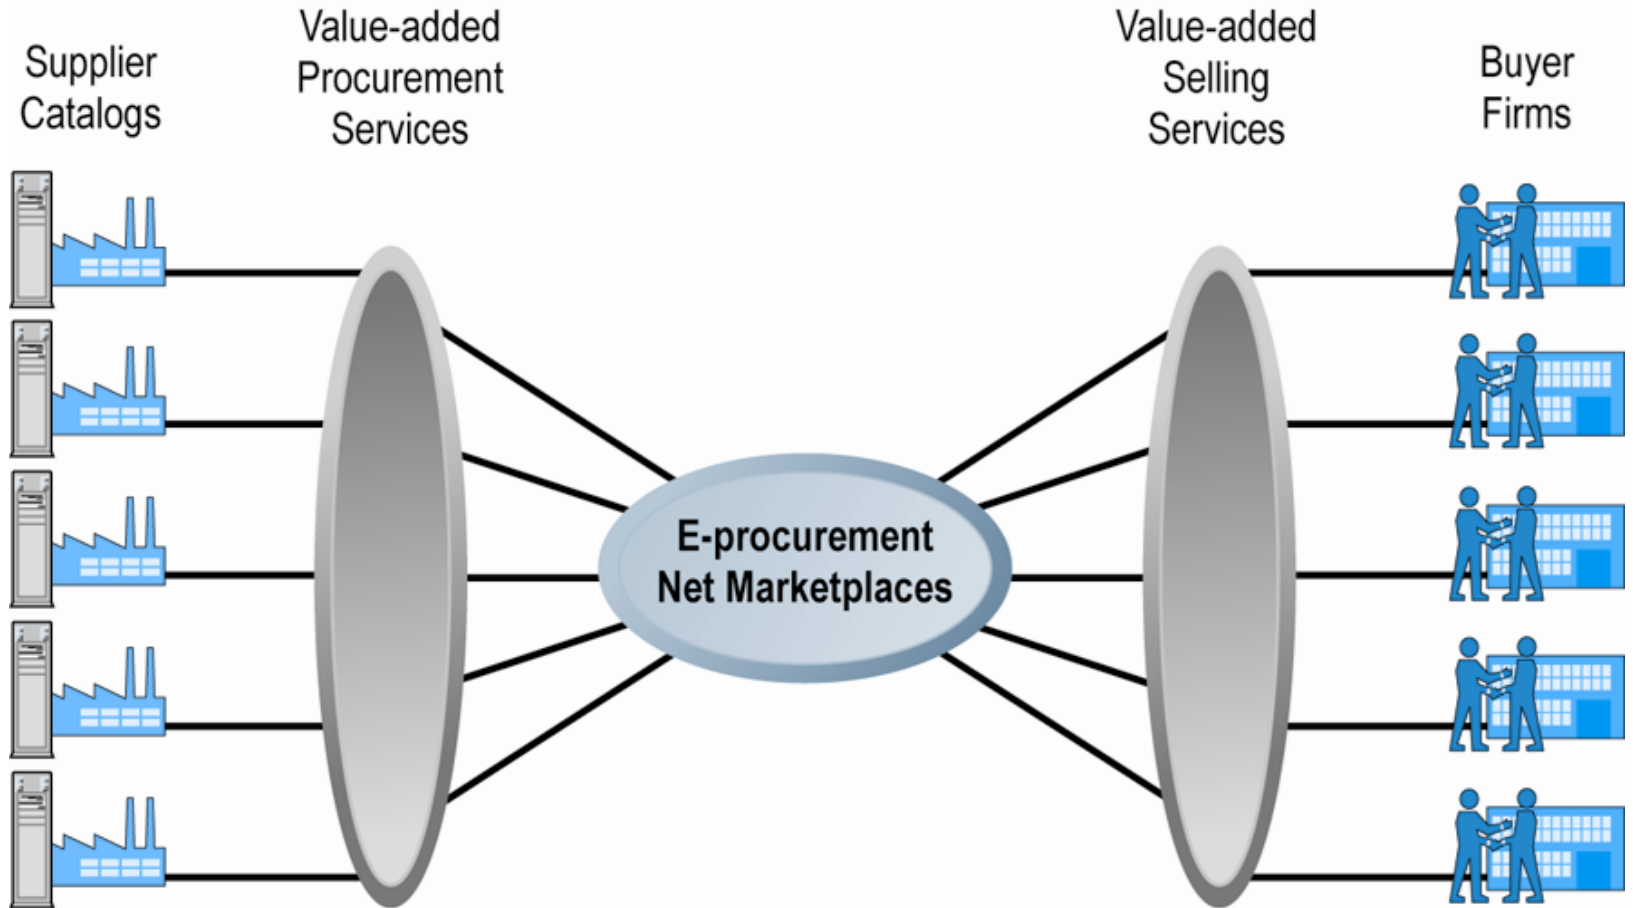 Supplier
Catalogs
Value-added
Procurement
Services
Value-added
Selling
Services
Buyer
Firms
E-procurement
Net Marketplaces